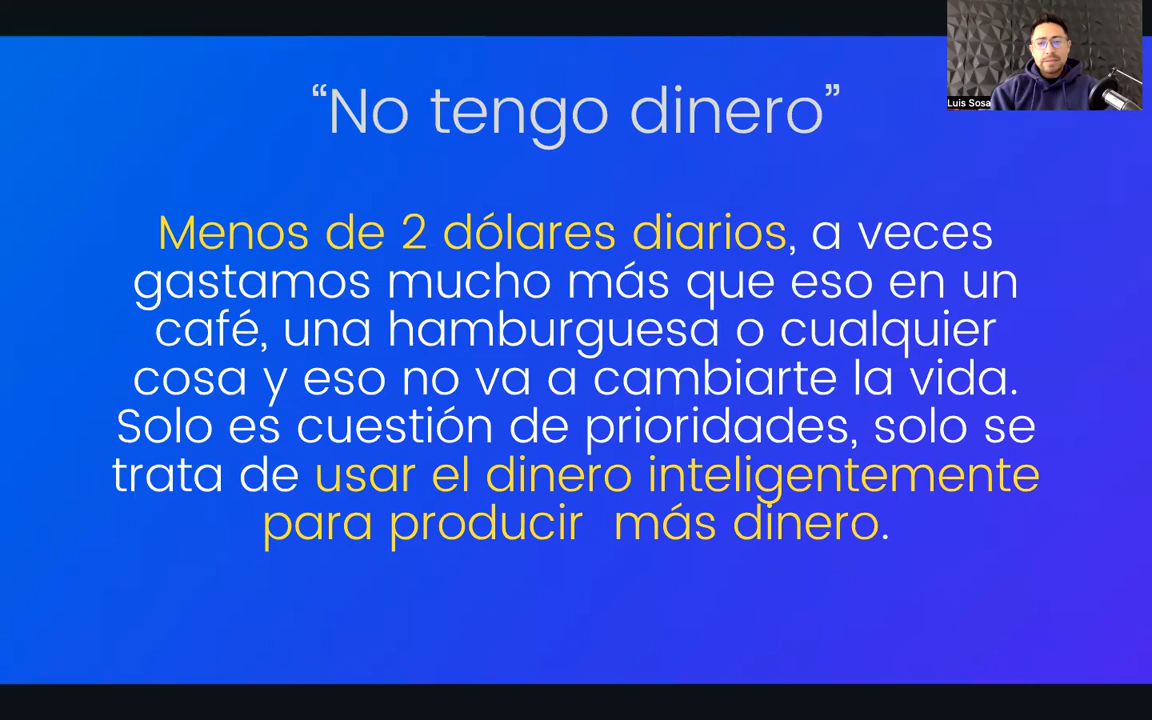 “No tengo dinero”
Luis Sosa
Menos de 2 dólares diarios, a veces
gastamos mucho más que eso en un
café, una hamburguesa o cualquier
cosa y eso no va a cambiarte la vida.
Solo es cuestión de prioridades, solo se
trata de usar el dinero inteligentemente
para producir  más dinero.